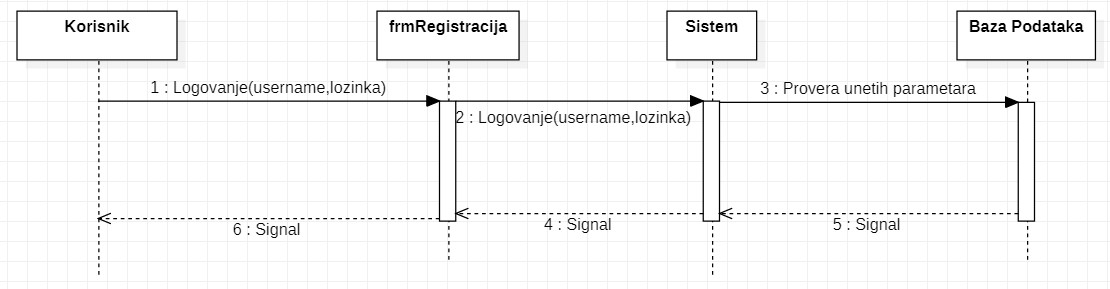 Korisnik
frmRegistracija
Sistem
Baza Podataka
1 : Logovanje(username,lozinka)
2 : Logovanje(username,lozinka)
3 : Provera unetih parametara
6 : Signal
4 : Signal
5 : Signal